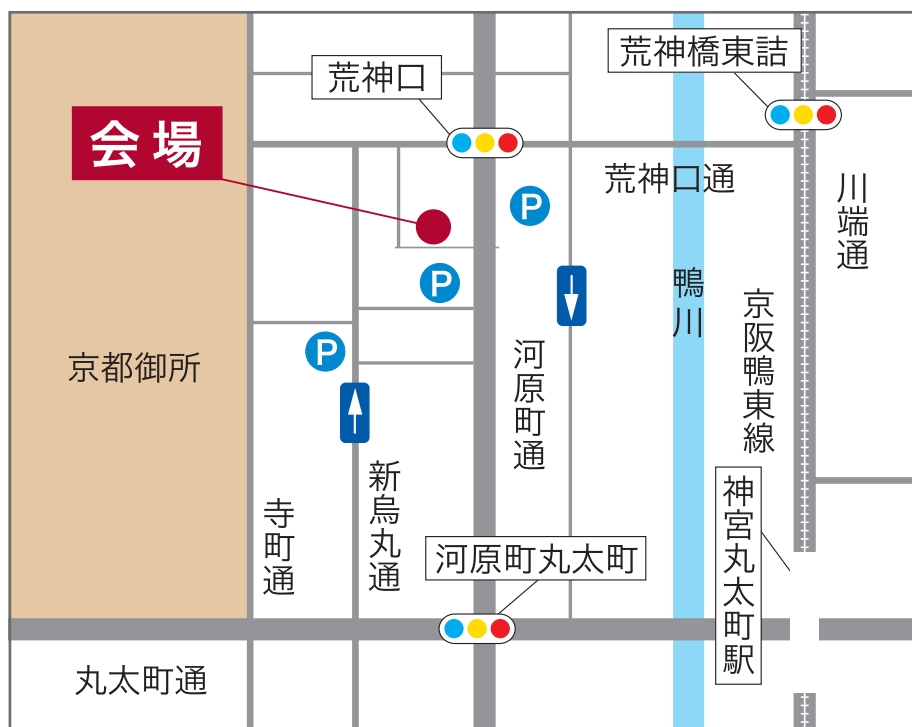 荒神口
荒神橋東詰
会場
荒神口通
川端通
P
P
P
鴨川
京阪鴨東線
京都御所
河原町通
新烏丸通
寺町通
神宮丸太町駅
河原町丸太町
丸太町通